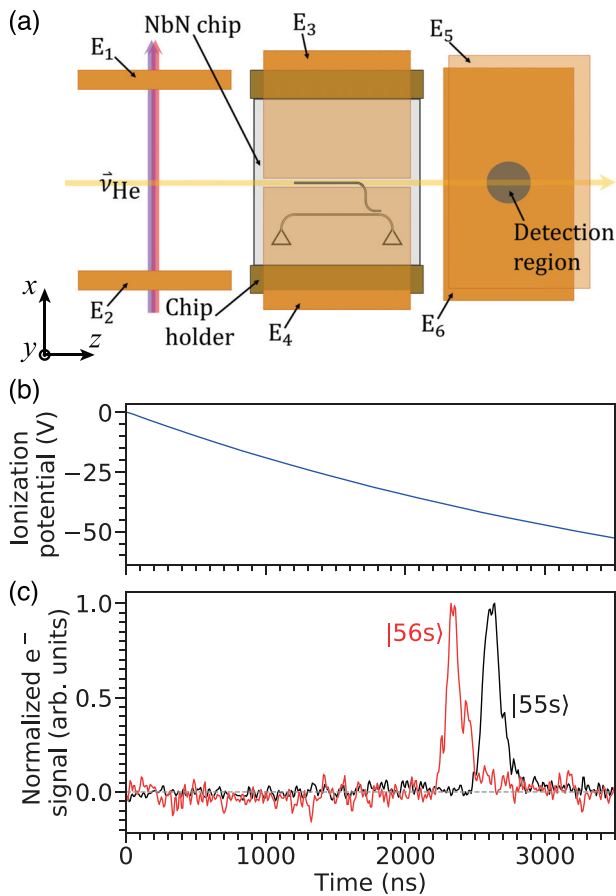 (a)
NbN chip
E₃
E₅
E₁
v⃗_He
Detection
region
E₂
Chip
holder
E₄
E₆
x
y
z
(b)
Ionization
potential (V)
0
−25
−50
(c)
Normalized e⁻
signal (arb. units)
1.0
0.5
0.0
|56s⟩
|55s⟩
0
1000
2000
3000
Time (ns)